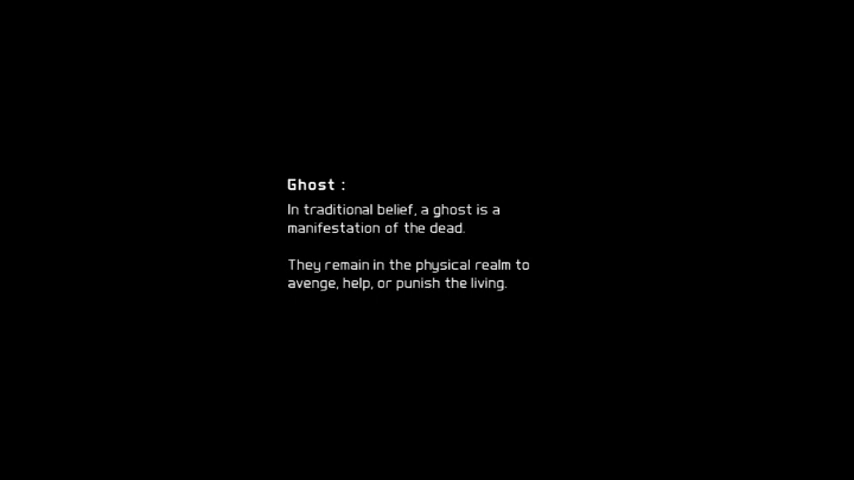 Ghost :
In traditional belief, a ghost is a
manifestation of the dead.
They remain in the physical realm to
avenge, help, or punish the living.